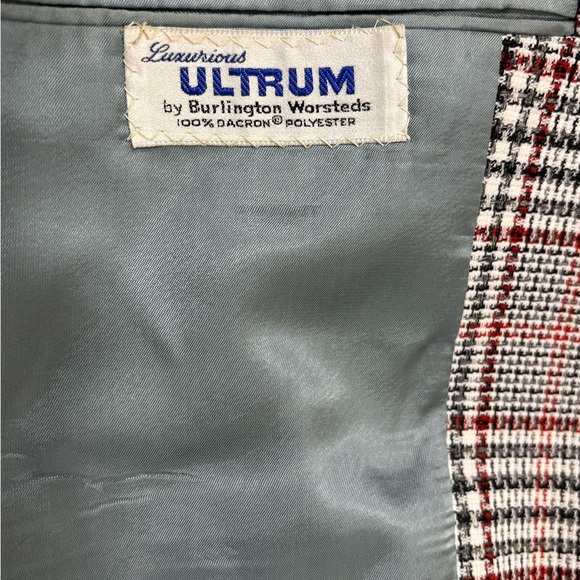 Luxurious
ULTRUM
by Burlington Worsteds
100% DACRON® POLYESTER